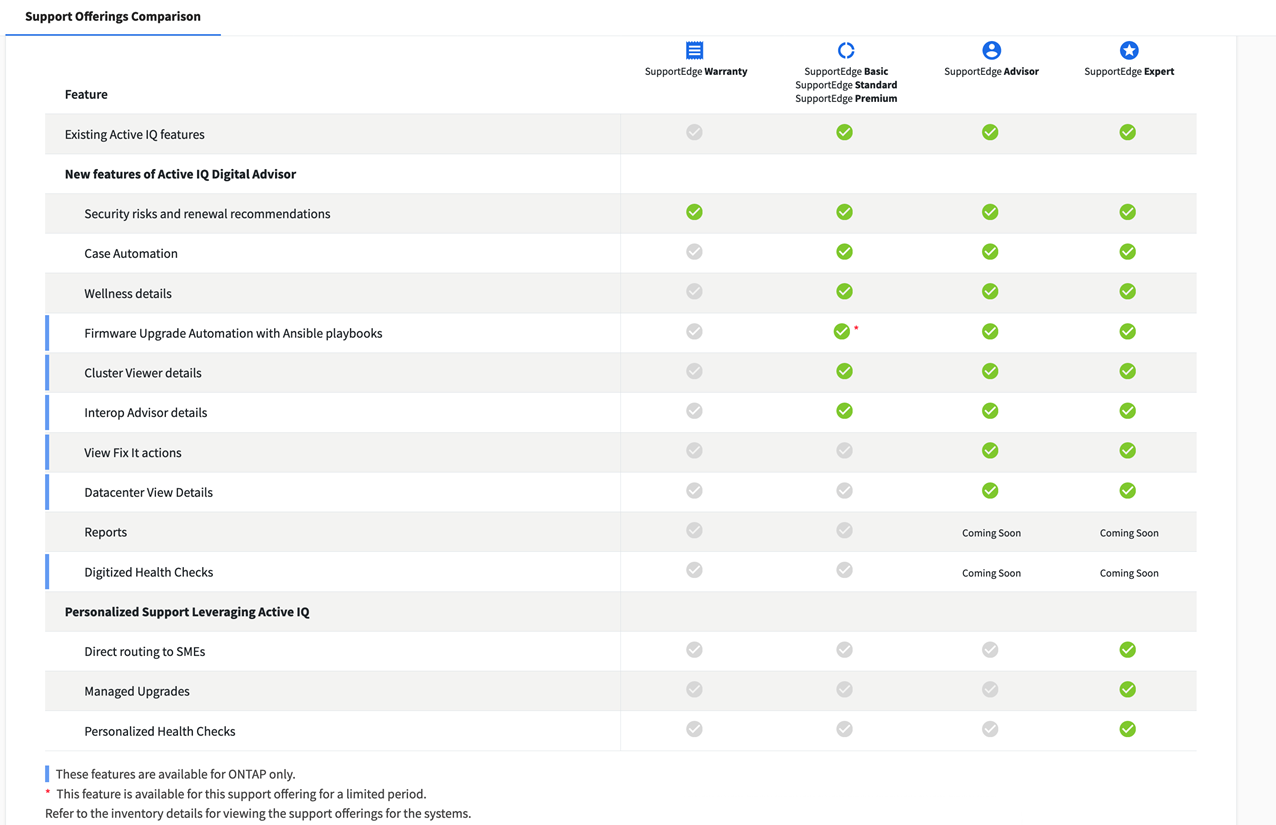 Support Offerings Comparison
Feature
SupportEdge Warranty
SupportEdge Basic
SupportEdge Standard
SupportEdge Premium
SupportEdge Advisor
SupportEdge Expert
Existing Active IQ features
New features of Active IQ Digital Advisor
Security risks and renewal recommendations
Case Automation
Wellness details
Firmware Upgrade Automation with Ansible playbooks
*
Cluster Viewer details
Interop Advisor details
View Fix It actions
Datacenter View Details
Reports Coming Soon Coming Soon
Digitized Health Checks Coming Soon Coming Soon
Personalized Support Leveraging Active IQ
Direct routing to SMEs
Managed Upgrades
Personalized Health Checks
These features are available for ONTAP only.
* This feature is available for this support offering for a limited period.
Refer to the inventory details for viewing the support offerings for the systems.